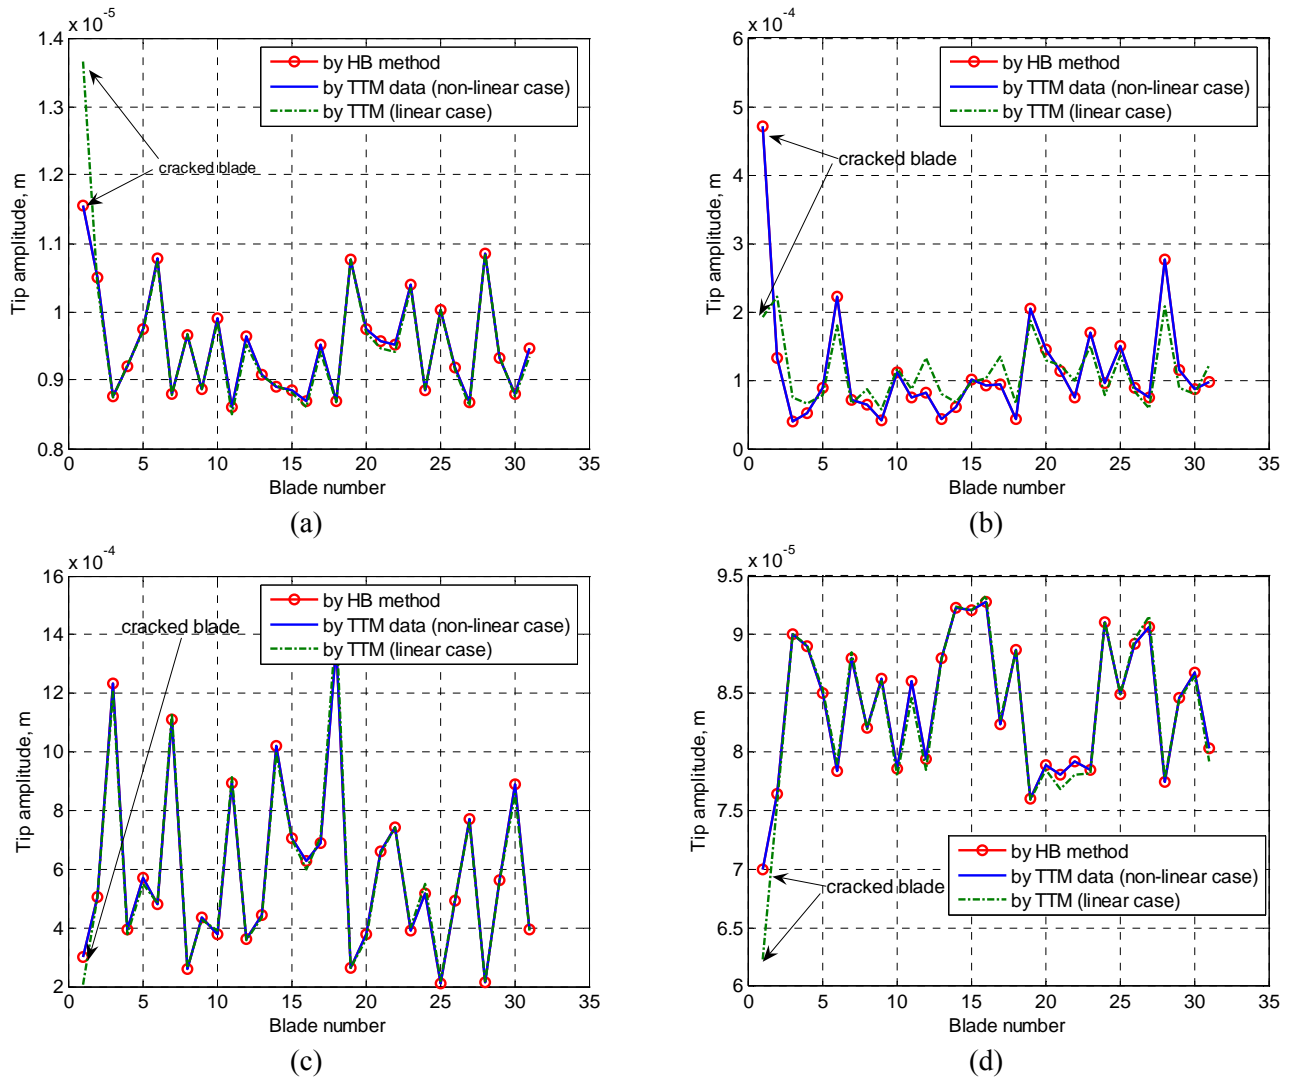 x 10-5
1.4
1.3
1.2
1.1
1
0.9
0.8
Tip amplitude, m
by HB method
by TTM data (non-linear case)
by TTM (linear case)
cracked blade
0 5 10 15 20 25 30 35
Blade number
(a)
x 10-4
6
5
4
3
2
1
0
Tip amplitude, m
by HB method
by TTM data (non-linear case)
by TTM (linear case)
cracked blade
0 5 10 15 20 25 30 35
Blade number
(b)
x 10-4
16
14
12
10
8
6
4
2
Tip amplitude, m
by HB method
by TTM data (non-linear case)
by TTM (linear case)
cracked blade
0 5 10 15 20 25 30 35
Blade number
(c)
x 10-5
9.5
9
8.5
8
7.5
7
6.5
6
Tip amplitude, m
by HB method
by TTM data (non-linear case)
by TTM (linear case)
cracked blade
0 5 10 15 20 25 30 35
Blade number
(d)